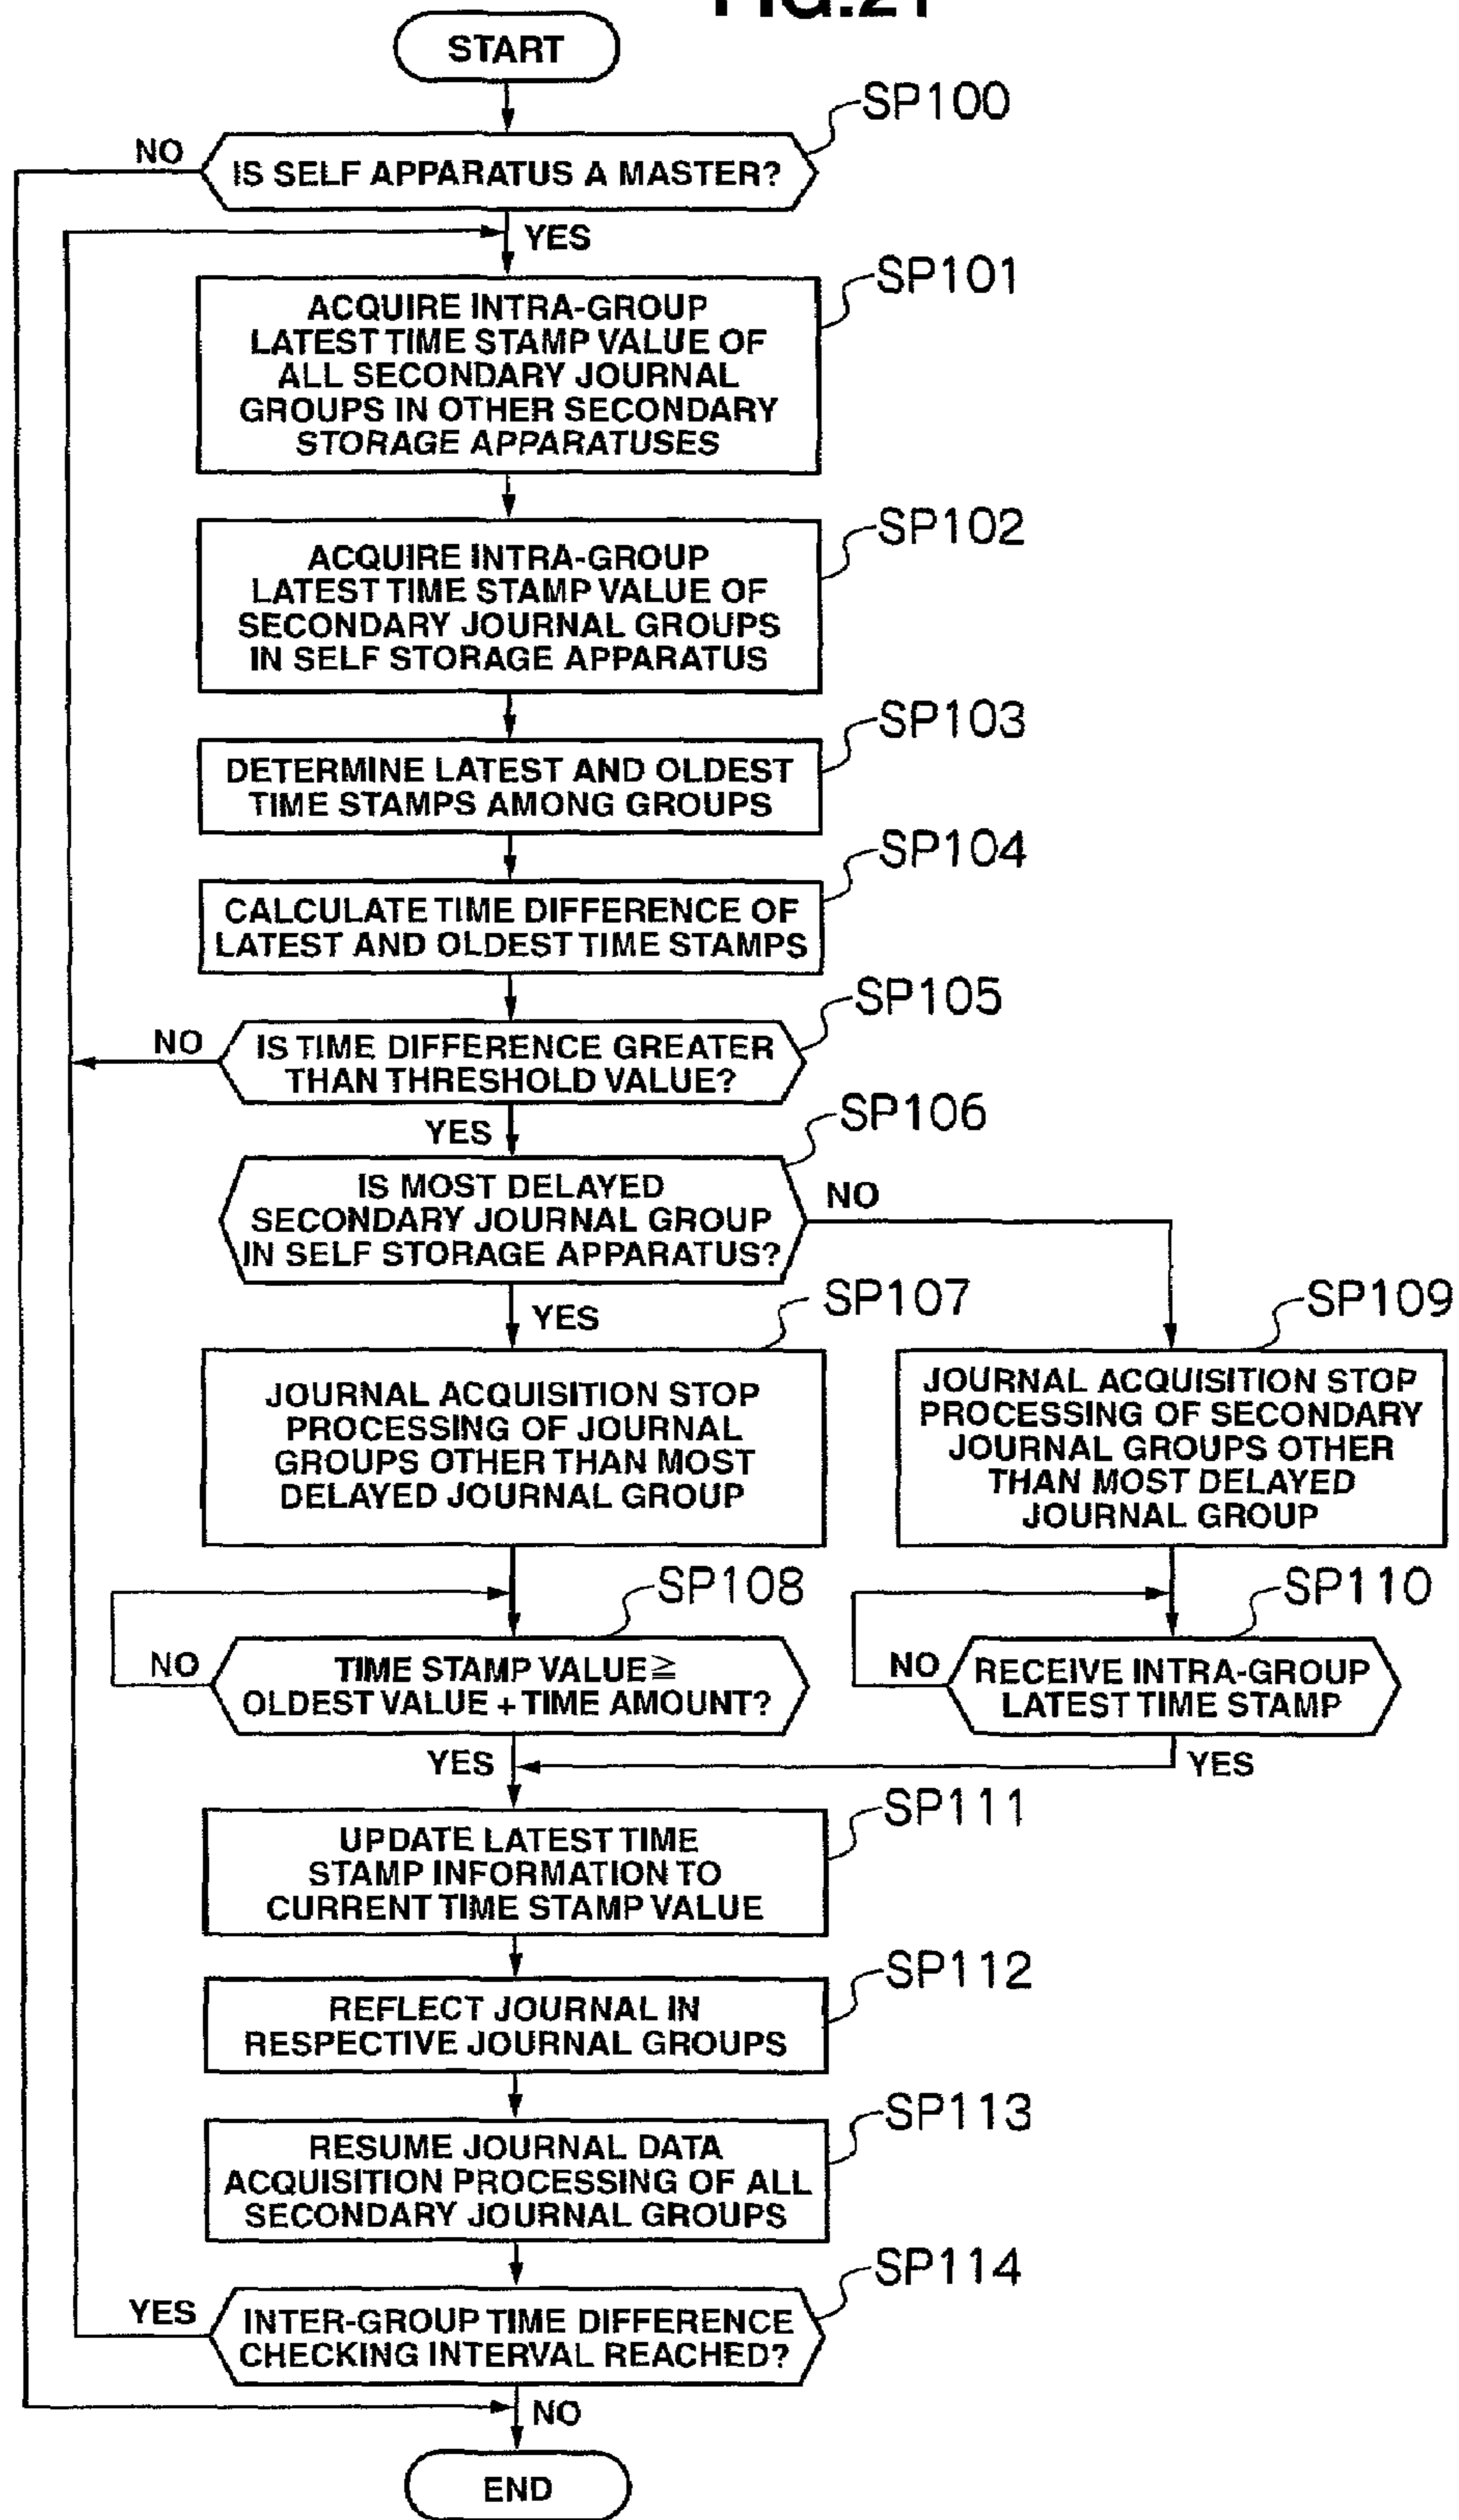 FIG.21
START
SP100
NO
IS SELF APPARATUS A MASTER?
YES
SP101
ACQUIRE INTRA-GROUP
LATEST TIME STAMP VALUE OF
ALL SECONDARY JOURNAL
GROUPS IN OTHER SECONDARY
STORAGE APPARATUSES
SP102
ACQUIRE INTRA-GROUP
LATEST TIME STAMP VALUE OF
SECONDARY JOURNAL GROUPS
IN SELF STORAGE APPARATUS
SP103
DETERMINE LATEST AND OLDEST
TIME STAMPS AMONG GROUPS
SP104
CALCULATE TIME DIFFERENCE OF
LATEST AND OLDEST TIME STAMPS
SP105
NO
IS TIME DIFFERENCE GREATER
THAN THRESHOLD VALUE?
YES
SP106
IS MOST DELAYED
SECONDARY JOURNAL GROUP
IN SELF STORAGE APPARATUS?
NO
YES
SP107
JOURNAL ACQUISITION STOP
PROCESSING OF JOURNAL
GROUPS OTHER THAN MOST
DELAYED JOURNAL GROUP
SP109
JOURNAL ACQUISITION STOP
PROCESSING OF SECONDARY
JOURNAL GROUPS OTHER
THAN MOST DELAYED
JOURNAL GROUP
SP108
NO
TIME STAMP VALUE≧
OLDEST VALUE + TIME AMOUNT?
YES
SP110
NO
RECEIVE INTRA-GROUP
LATEST TIME STAMP
YES
SP111
UPDATE LATEST TIME
STAMP INFORMATION TO
CURRENT TIME STAMP VALUE
SP112
REFLECT JOURNAL IN
RESPECTIVE JOURNAL GROUPS
SP113
RESUME JOURNAL DATA
ACQUISITION PROCESSING OF ALL
SECONDARY JOURNAL GROUPS
SP114
YES
INTER-GROUP TIME DIFFERENCE
CHECKING INTERVAL REACHED?
NO
END